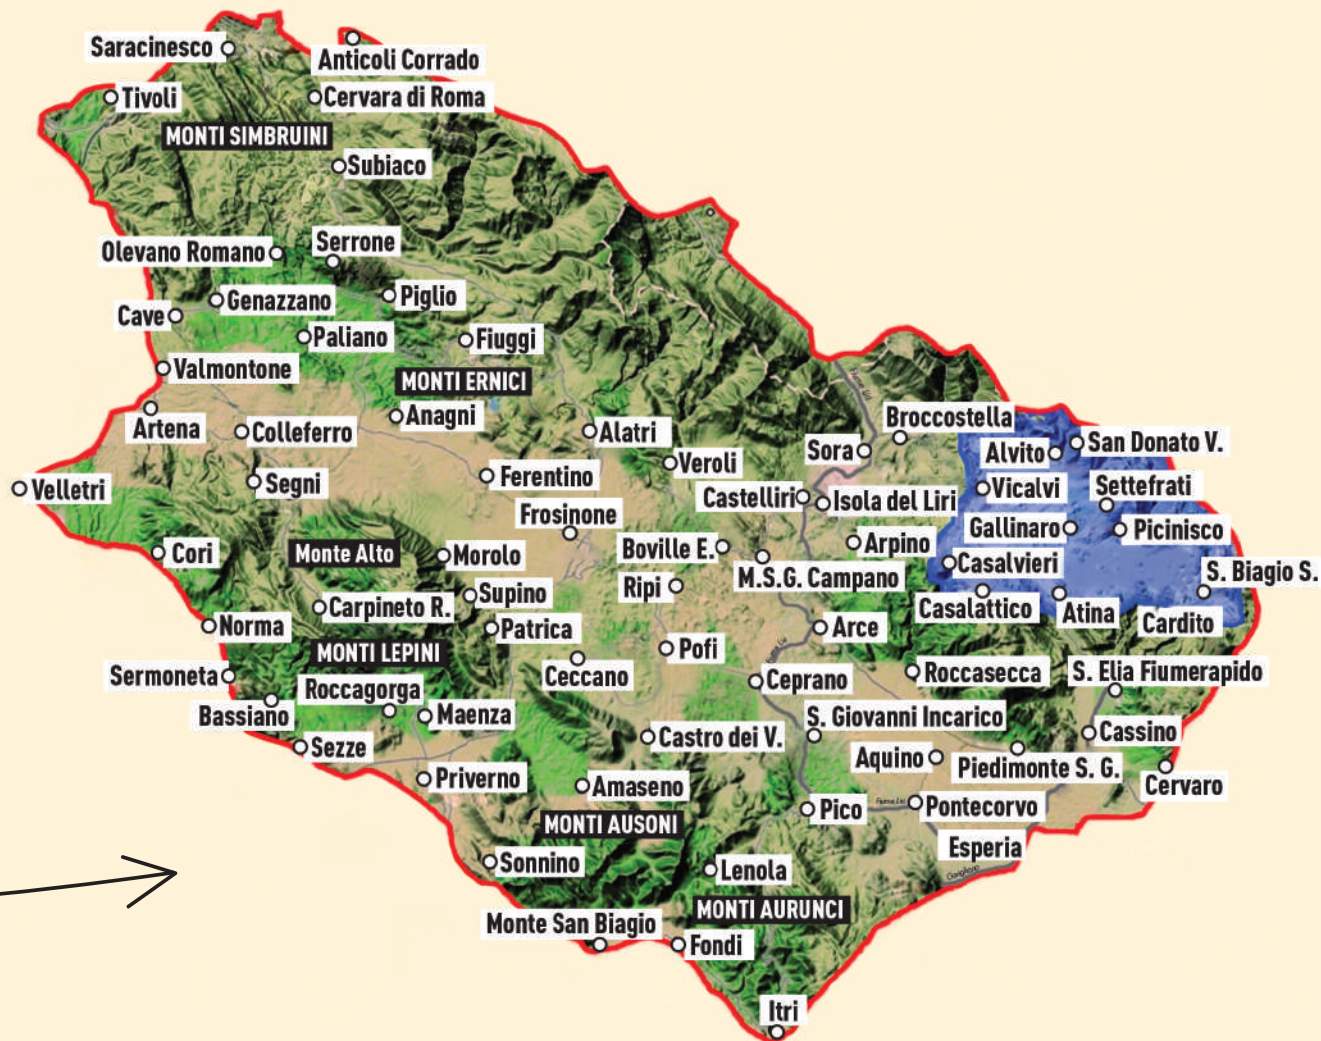 Saracinesco
Anticoli Corrado
Tivoli
Cervara di Roma
MONTI SIMBRUINI
Subiaco
Serrone
Olevano Romano
Genazzano
Piglio
Cave
Paliano
Fiuggi
Valmontone
MONTI ERNICI
Fiume Liri
Artena
Anagni
Broccostella
Colleferro
Alatri
Sora
Alvito
San Donato V.
Velletri
Segni
Ferentino
Veroli
Castelliri
Isola del Liri
Vicalvi
Settefrati
Frosinone
Gallinaro
Picinisco
Cori
Monte Alto
Morolo
Boville E.
Arpino
M.S.G. Campano
Casalvieri
S. Biagio S.
Ripi
Supino
Carpineto R.
Casalattico
Atina
Cardito
Norma
Patrica
Arce
MONTI LEPINI
Pofi
Sermoneta
Ceccano
Ceprano
Roccasecca
S. Elia Fiumerapido
Roccagorga
Bassiano
Maenza
S. Giovanni Incarico
Sezze
Castro dei V.
Cassino
Aquino
Piedimonte S. G.
Priverno
Amaseno
Cervaro
Pico
Pontecorvo
MONTI AUSONI
Esperia
Sonnino
Lenola
Garigliano
MONTI AURUNCI
Monte San Biagio
Fondi
Itri